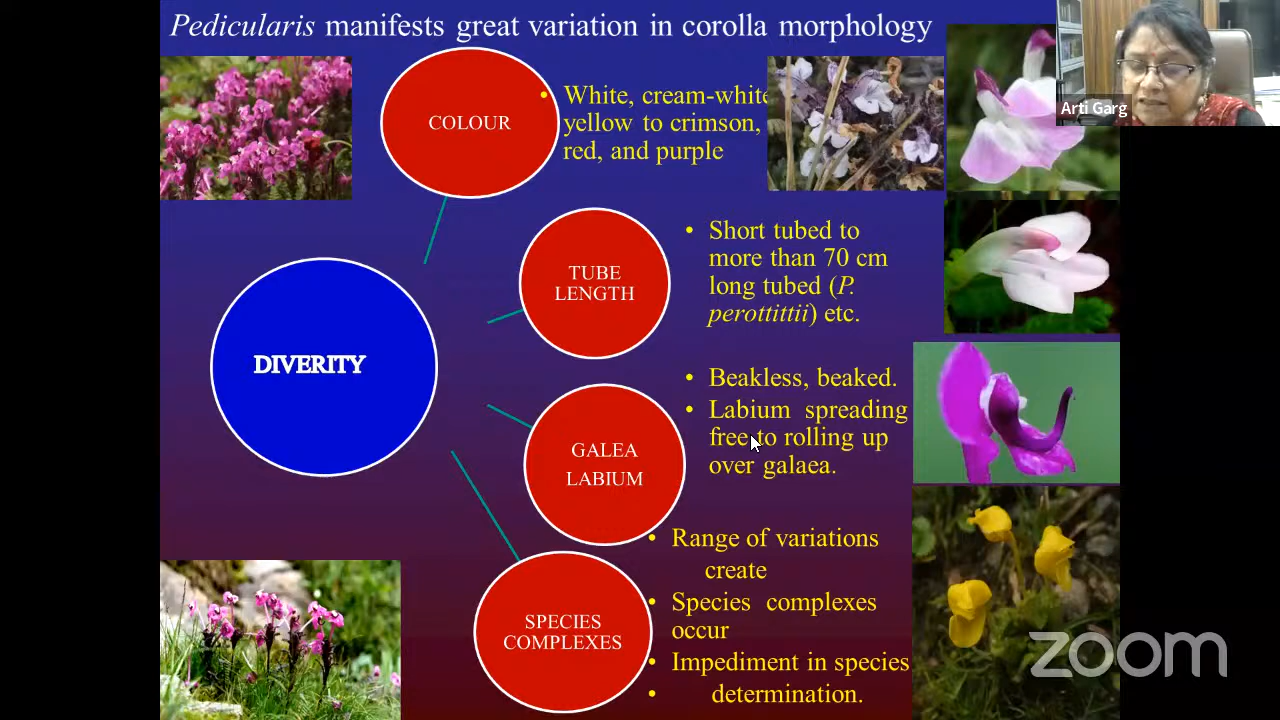 Pedicularis manifests great variation in corolla morphology
COLOUR
• White, cream-white
yellow to crimson,
red, and purple
Arti Garg
TUBE
LENGTH
• Short tubed to
more than 70 cm
long tubed (P.
perottittii) etc.
DIVERITY
• Beakless, beaked.
• Labium spreading
free to rolling up
over galaea.
GALEA
LABIUM
• Range of variations
create
• Species complexes
occur
• Impediment in species
• determination.
SPECIES
COMPLEXES
zoom